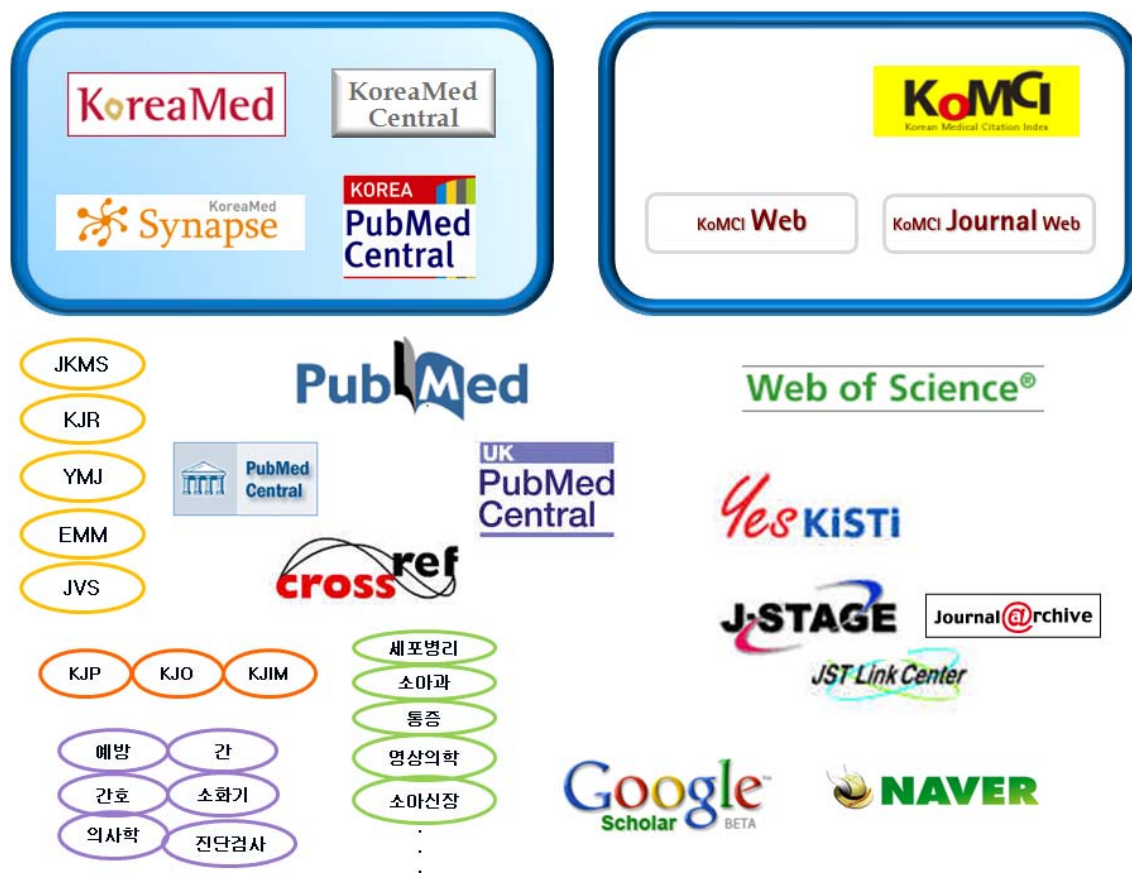 KoreaMed
KoreaMed
Central
KoMCI
Korean Medical Citation Index
KoreaMed
Synapse
KOREA
PubMed
Central
KoMCI Web
KoMCI Journal Web
JKMS
KJR
YMJ
EMM
JVS
PubMed
Web of Science®
PubMed
Central
UK
PubMed
Central
Yes KiSTi
cross ref
J-STAGE
Journal@rchive
JST Link Center
KJP
KJO
KJIM
세포병리
소아과
통증
영상의학
소아신장
예방
간
간호
소화기
의사학
진단검사
Google™
Scholar
BETA
NAVER